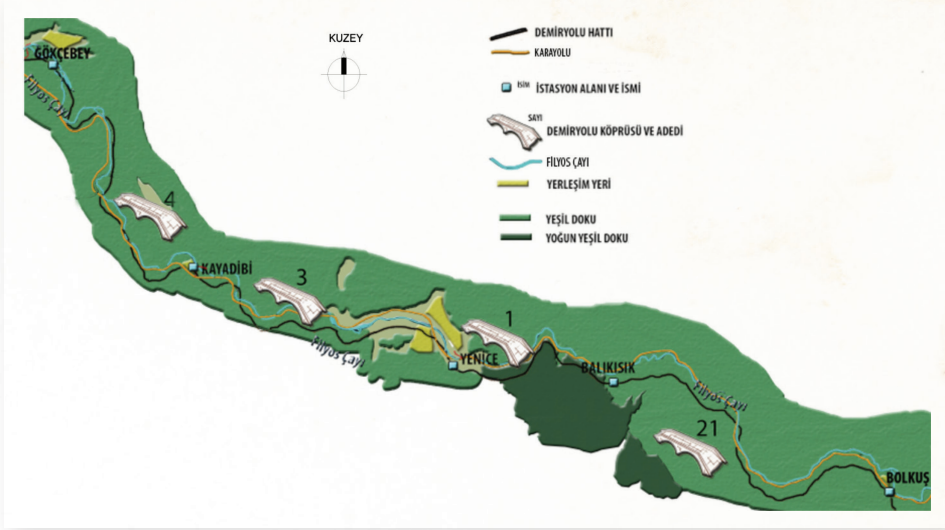 KUZEY
DEMİRYOLU HATTI
KARAYOLU
İSİM
İSTASYON ALANI VE İSMİ
SAYI
DEMİRYOLU KÖPRÜSÜ VE ADEDİ
FİLYOS ÇAYI
YERLEŞİM YERİ
YEŞİL DOKU
YOĞUN YEŞİL DOKU
GÖKÇEBEY
Filyos Çayı
4
KAYADİBİ
3
Filyos Çayı
1
YENİCE
BALIKISIK
Filyos Çayı
21
BOLKUŞ